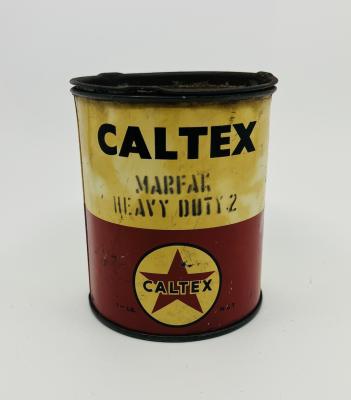 CALTEX
MARFAK
HEAVY DUTY 2
CALTEX